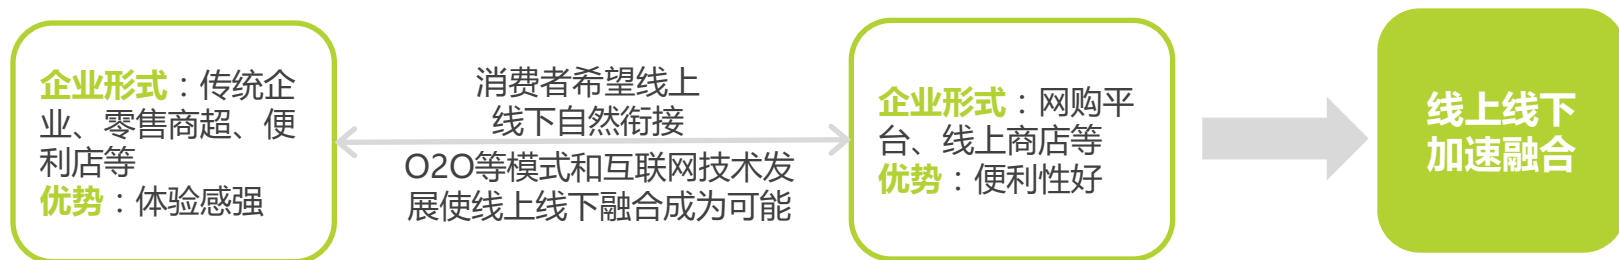 企业形式：传统企
业、零售商超、便
利店等
优势：体验感强
消费者希望线上
线下自然衔接
O2O等模式和互联网技术发
展使线上线下融合成为可能
企业形式：网购平
台、线上商店等
优势：便利性好
线上线下
加速融合